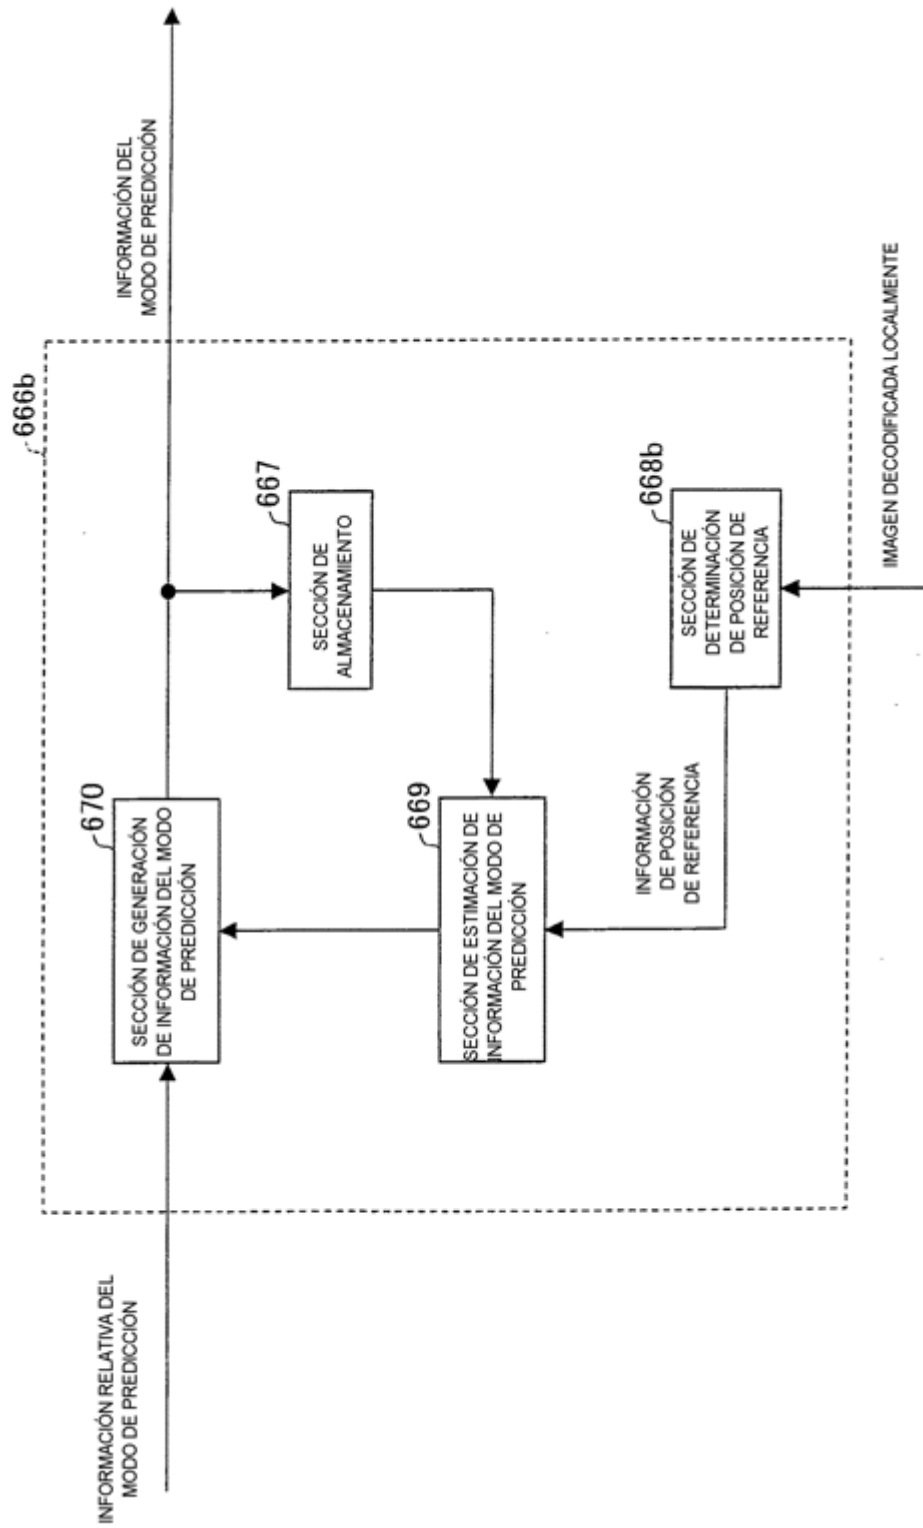 INFORMACIÓN RELATIVA DEL
MODO DE PREDICCIÓN
670
SECCIÓN DE GENERACIÓN
DE INFORMACIÓN DEL MODO
DE PREDICCIÓN
666b
INFORMACIÓN DEL
MODO DE PREDICCIÓN
667
SECCIÓN DE
ALMACENAMIENTO
669
SECCIÓN DE ESTIMACIÓN DE
INFORMACIÓN DEL MODO DE
PREDICCIÓN
INFORMACIÓN
DE POSICIÓN
DE REFERENCIA
668b
SECCIÓN DE
DETERMINACIÓN
DE POSICIÓN DE
REFERENCIA
IMAGEN DECODIFICADA LOCALMENTE